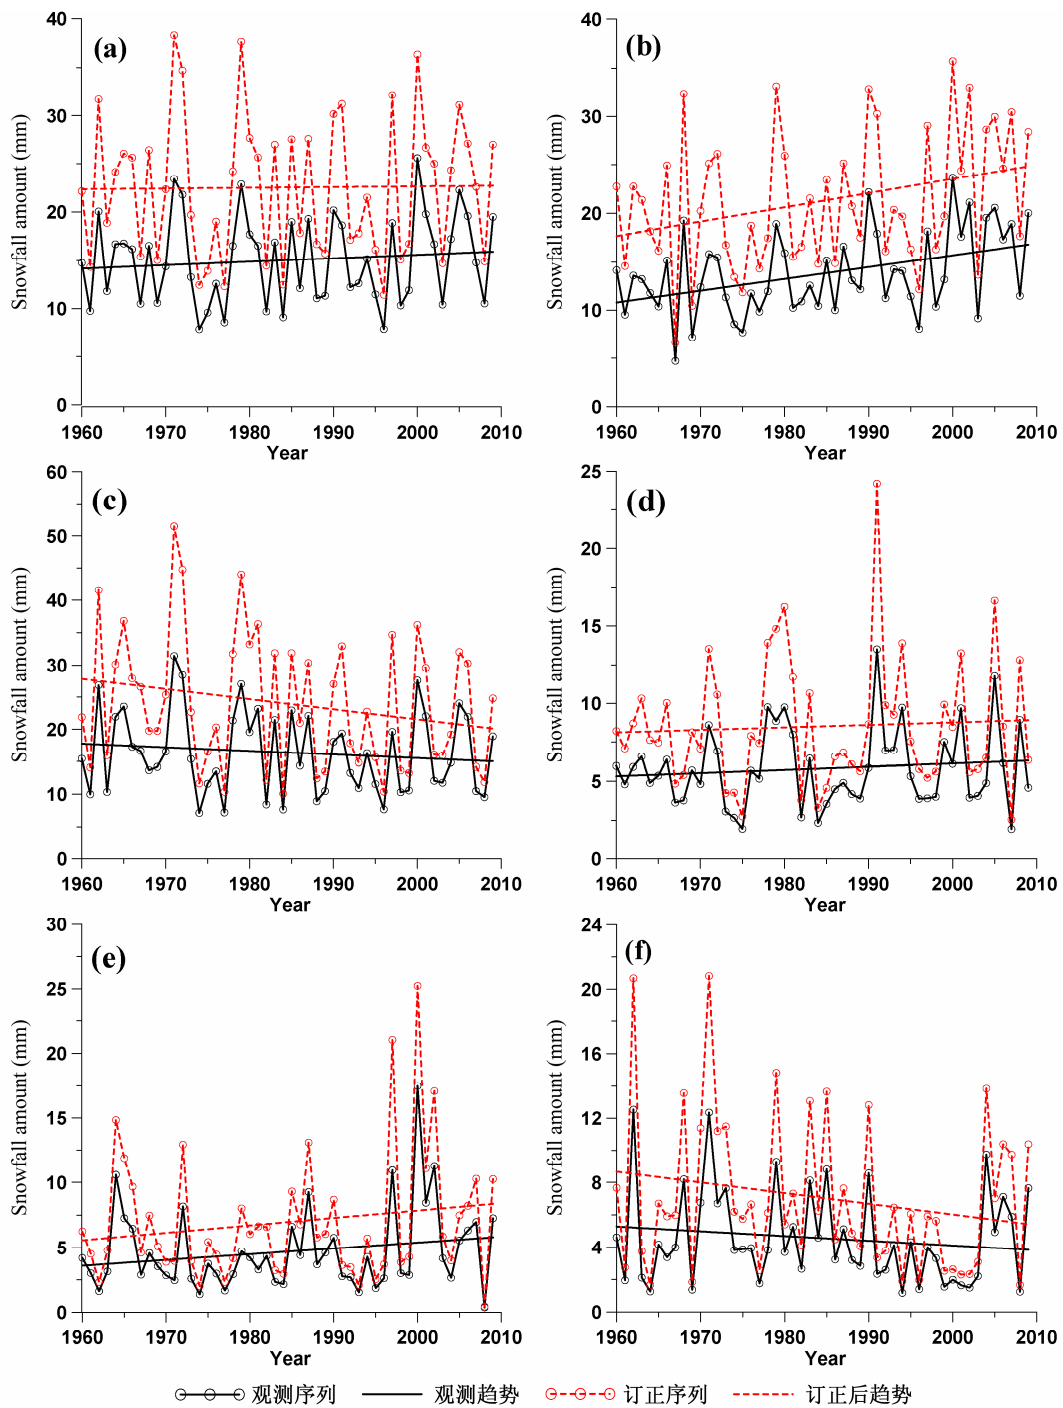 (a)
Snowfall amount (mm)
40
30
20
10
0
1960 1970 1980 1990 2000 2010
Year
(b)
Snowfall amount (mm)
40
30
20
10
0
1960 1970 1980 1990 2000 2010
Year
(c)
Snowfall amount (mm)
60
50
40
30
20
10
0
1960 1970 1980 1990 2000 2010
Year
(d)
Snowfall amount (mm)
25
20
15
10
5
0
1960 1970 1980 1990 2000 2010
Year
(e)
Snowfall amount (mm)
30
25
20
15
10
5
0
1960 1970 1980 1990 2000 2010
Year
(f)
Snowfall amount (mm)
24
20
16
12
8
4
0
1960 1970 1980 1990 2000 2010
Year
观测序列 观测趋势 订正序列 订正后趋势